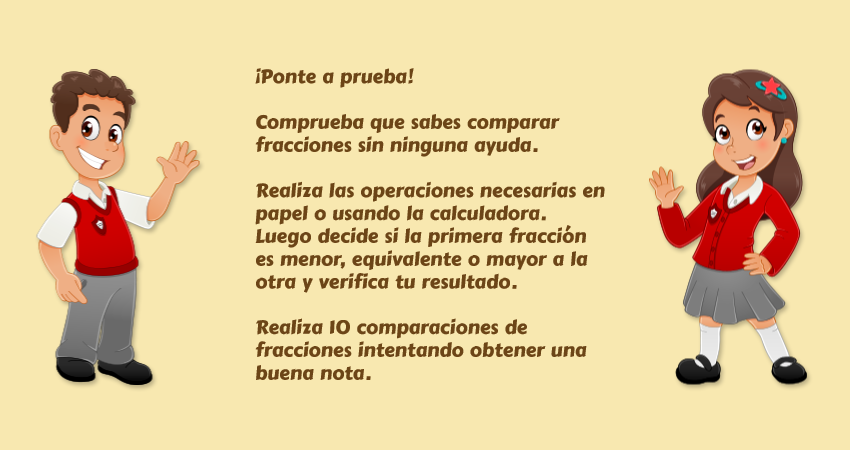 ¡Ponte a prueba!
Comprueba que sabes comparar
fracciones sin ninguna ayuda.
Realiza las operaciones necesarias en
papel o usando la calculadora.
Luego decide si la primera fracción
es menor, equivalente o mayor a la
otra y verifica tu resultado.
Realiza 10 comparaciones de
fracciones intentando obtener una
buena nota.